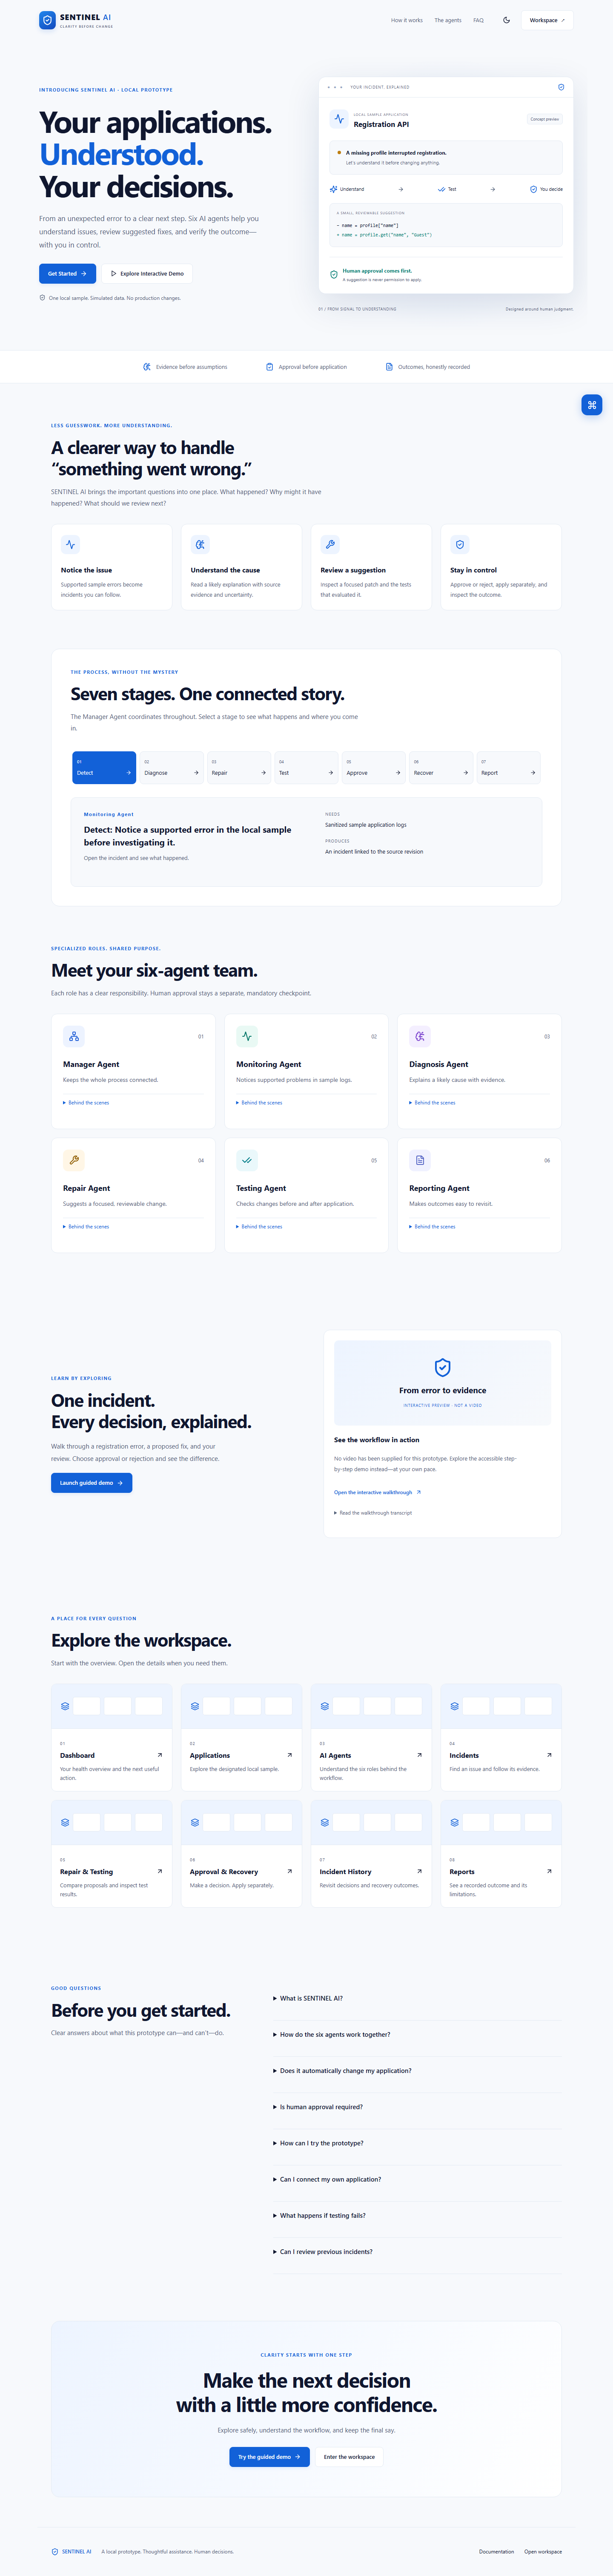 SENTINEL AI
CLARITY BEFORE CHANGE
How it works
The agents
FAQ
Workspace ↗
INTRODUCING SENTINEL AI · LOCAL PROTOTYPE
Your applications.
Understood.
Your decisions.
From an unexpected error to a clear next step. Six AI agents help you
understand issues, review suggested fixes, and verify the outcome—
with you in control.
Get Started →
Explore Interactive Demo
One local sample. Simulated data. No production changes.
YOUR INCIDENT, EXPLAINED
LOCAL SAMPLE APPLICATION
Registration API
Concept preview
A missing profile interrupted registration.
Let's understand it before changing anything.
Understand → Test → You decide
A SMALL, REVIEWABLE SUGGESTION
- name = profile["name"]
+ name = profile.get("name", "Guest")
Human approval comes first.
A suggestion is never permission to apply.
01 / FROM SIGNAL TO UNDERSTANDING
Designed around human judgment.
Evidence before assumptions
Approval before application
Outcomes, honestly recorded
LESS GUESSWORK. MORE UNDERSTANDING.
A clearer way to handle
“something went wrong.”
SENTINEL AI brings the important questions into one place. What happened? Why might it have
happened? What should we review next?
Notice the issue
Supported sample errors become
incidents you can follow.
Understand the cause
Read a likely explanation with source
evidence and uncertainty.
Review a suggestion
Inspect a focused patch and the tests
that evaluated it.
Stay in control
Approve or reject, apply separately, and
inspect the outcome.
THE PROCESS, WITHOUT THE MYSTERY
Seven stages. One connected story.
The Manager Agent coordinates throughout. Select a stage to see what happens and where you come
in.
01
Detect →
02
Diagnose →
03
Repair →
04
Test →
05
Approve →
06
Recover →
07
Report →
Monitoring Agent
Detect: Notice a supported error in the local sample
before investigating it.
Open the incident and see what happened.
NEEDS
Sanitized sample application logs
PRODUCES
An incident linked to the source revision
SPECIALIZED ROLES. SHARED PURPOSE.
Meet your six-agent team.
Each role has a clear responsibility. Human approval stays a separate, mandatory checkpoint.
01
Manager Agent
Keeps the whole process connected.
▶ Behind the scenes
02
Monitoring Agent
Notices supported problems in sample logs.
▶ Behind the scenes
03
Diagnosis Agent
Explains a likely cause with evidence.
▶ Behind the scenes
04
Repair Agent
Suggests a focused, reviewable change.
▶ Behind the scenes
05
Testing Agent
Checks changes before and after application.
▶ Behind the scenes
06
Reporting Agent
Makes outcomes easy to revisit.
▶ Behind the scenes
LEARN BY EXPLORING
One incident.
Every decision, explained.
Walk through a registration error, a proposed fix, and your
review. Choose approval or rejection and see the difference.
Launch guided demo →
From error to evidence
INTERACTIVE PREVIEW · NOT A VIDEO
See the workflow in action
No video has been supplied for this prototype. Explore the accessible step-
by-step demo instead—at your own pace.
Open the interactive walkthrough ↗
▶ Read the walkthrough transcript
A PLACE FOR EVERY QUESTION
Explore the workspace.
Start with the overview. Open the details when you need them.
01
Dashboard ↗
Your health overview and the next useful
action.
02
Applications ↗
Explore the designated local sample.
03
AI Agents ↗
Understand the six roles behind the
workflow.
04
Incidents ↗
Find an issue and follow its evidence.
05
Repair & Testing ↗
Compare proposals and inspect test
results.
06
Approval & Recovery ↗
Make a decision. Apply separately.
07
Incident History ↗
Revisit decisions and recovery outcomes.
08
Reports ↗
See a recorded outcome and its
limitations.
GOOD QUESTIONS
Before you get started.
Clear answers about what this prototype can—and can't—do.
▶ What is SENTINEL AI?
▶ How do the six agents work together?
▶ Does it automatically change my application?
▶ Is human approval required?
▶ How can I try the prototype?
▶ Can I connect my own application?
▶ What happens if testing fails?
▶ Can I review previous incidents?
CLARITY STARTS WITH ONE STEP
Make the next decision
with a little more confidence.
Explore safely, understand the workflow, and keep the final say.
Try the guided demo →
Enter the workspace
SENTINEL AI
A local prototype. Thoughtful assistance. Human decisions.
Documentation
Open workspace